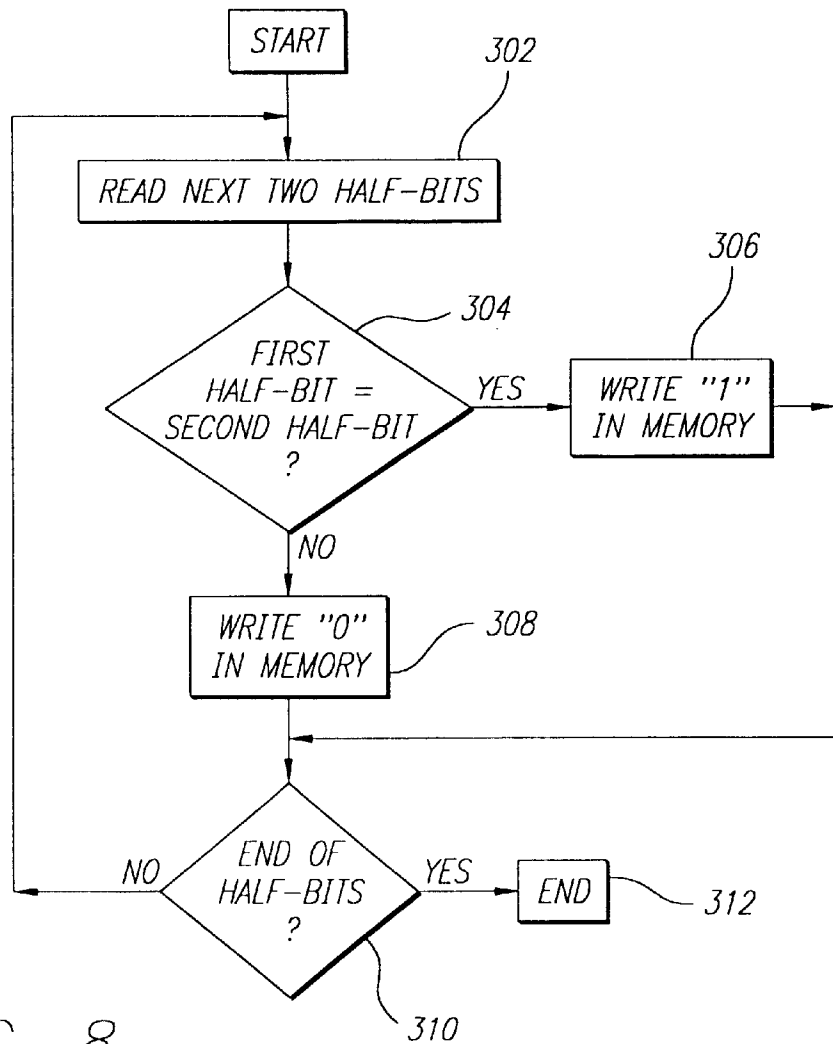 START
302
READ NEXT TWO HALF-BITS
304
FIRST
HALF-BIT =
SECOND HALF-BIT
?
YES
306
WRITE "1"
IN MEMORY
NO
WRITE "0"
IN MEMORY
308
END OF
HALF-BITS
?
NO
YES
END
312
310
8